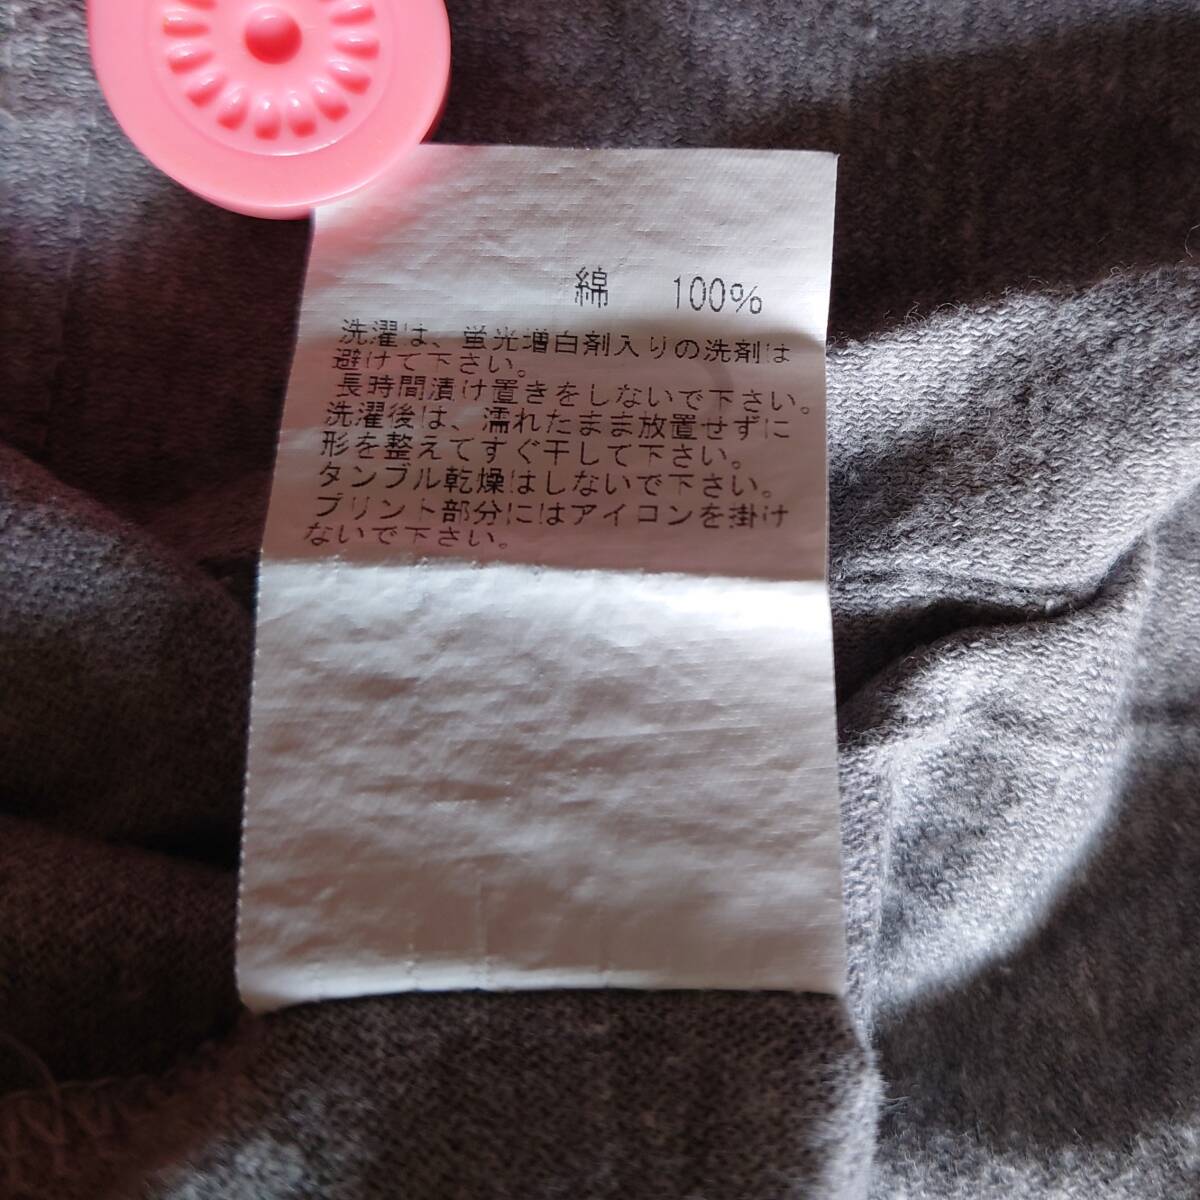 綿 100%
洗濯は、蛍光増白剤入りの洗剤は
避けて下さい。
長時間漬け置きをしないで下さい。
洗濯後は、濡れたまま放置せずに
形を整えてすぐ干して下さい。
タンブル乾燥はしないで下さい。
プリント部分にはアイロンを掛け
ないで下さい。